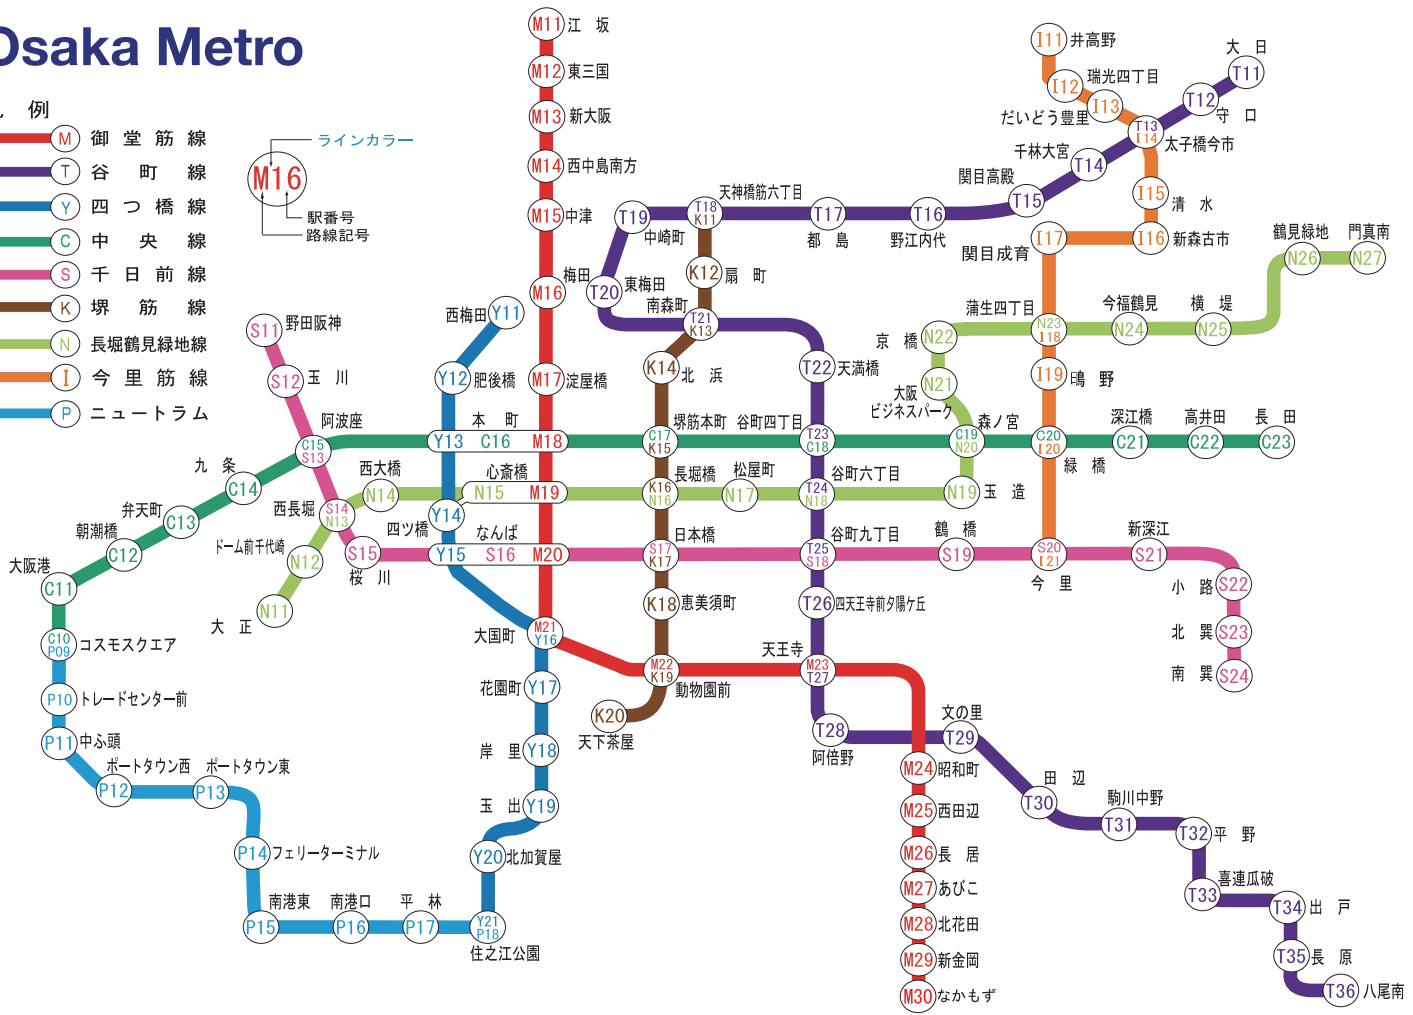 Osaka Metro
凡 例
M 御堂筋線
T 谷町線
Y 四つ橋線
C 中央線
S 千日前線
K 堺筋線
N 長堀鶴見緑地線
I 今里筋線
P ニュートラム
ラインカラー
M16
駅番号
路線記号
M11 江坂
M12 東三国
M13 新大阪
M14 西中島南方
M15 中津
梅田 M16
M17 淀屋橋
本町
Y13 C16 M18
心斎橋
N15 M19
なんば
Y15 S16 M20
大国町 M21 Y16
M22 K19 動物園前
天王寺 M23 T27
M24 昭和町
M25 西田辺
M26 長居
M27 あびこ
M28 北花田
M29 新金岡
M30 なかもず
I11 井高野
I12 瑞光四丁目
I13 だいどう豊里
T13 I14 太子橋今市
I15 清水
I16 新森古市
関目成育 I17
蒲生四丁目 N23 I18
I19 鴫野
C20 I20 緑橋
S20 I21 今里
大日 T11
T12 守口
千林大宮 T14
関目高殿 T15
T16 野江内代
T17 都島
天神橋筋六丁目 T18 K11
T19 中崎町
T20 東梅田
南森町 T21 K13
T22 天満橋
谷町四丁目 T23 C18
谷町六丁目 T24 N18
谷町九丁目 T25 S18
T26 四天王寺前夕陽ケ丘
T28 阿倍野
文の里 T29
T30 田辺
T31 駒川中野
T32 平野
T33 喜連瓜破
T34 出戸
T35 長原
T36 八尾南
K12 扇町
K14 北浜
堺筋本町 C17 K15
長堀橋 K16 N16
日本橋 S17 K17
K18 恵美須町
K20 天下茶屋
西梅田 Y11
Y12 肥後橋
四ツ橋 Y14
花園町 Y17
岸里 Y18
玉出 Y19
Y20 北加賀屋
Y21 P18 住之江公園
S11 野田阪神
S12 玉川
阿波座 C15 S13
西長堀 S14 N13
S15 桜川
鶴橋 S19
新深江 S21
小路 S22
北巽 S23
南巽 S24
九条 C14
弁天町 C13
朝潮橋 C12
大阪港 C11
C10 P09 コスモスクエア
P10 トレードセンター前
P11 中ふ頭
ポートタウン西 P12
ポートタウン東 P13
P14 フェリーターミナル
南港東 P15
南港口 P16
平林 P17
大正 N11
ドーム前千代崎 N12
西大橋 N14
松屋町 N17
N19 玉造
森ノ宮 C19 N20
大阪ビジネスパーク N21
京橋 N22
今福鶴見 N24
横堤 N25
鶴見緑地 N26
門真南 N27
深江橋 C21
高井田 C22
長田 C23